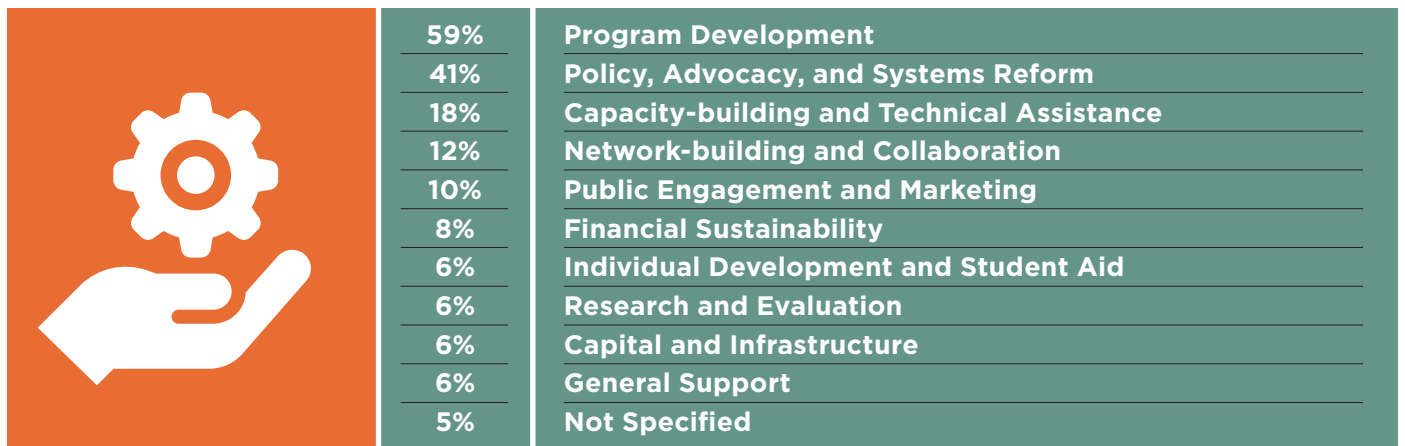 59% Program Development
41% Policy, Advocacy, and Systems Reform
18% Capacity-building and Technical Assistance
12% Network-building and Collaboration
10% Public Engagement and Marketing
8% Financial Sustainability
6% Individual Development and Student Aid
6% Research and Evaluation
6% Capital and Infrastructure
6% General Support
5% Not Specified